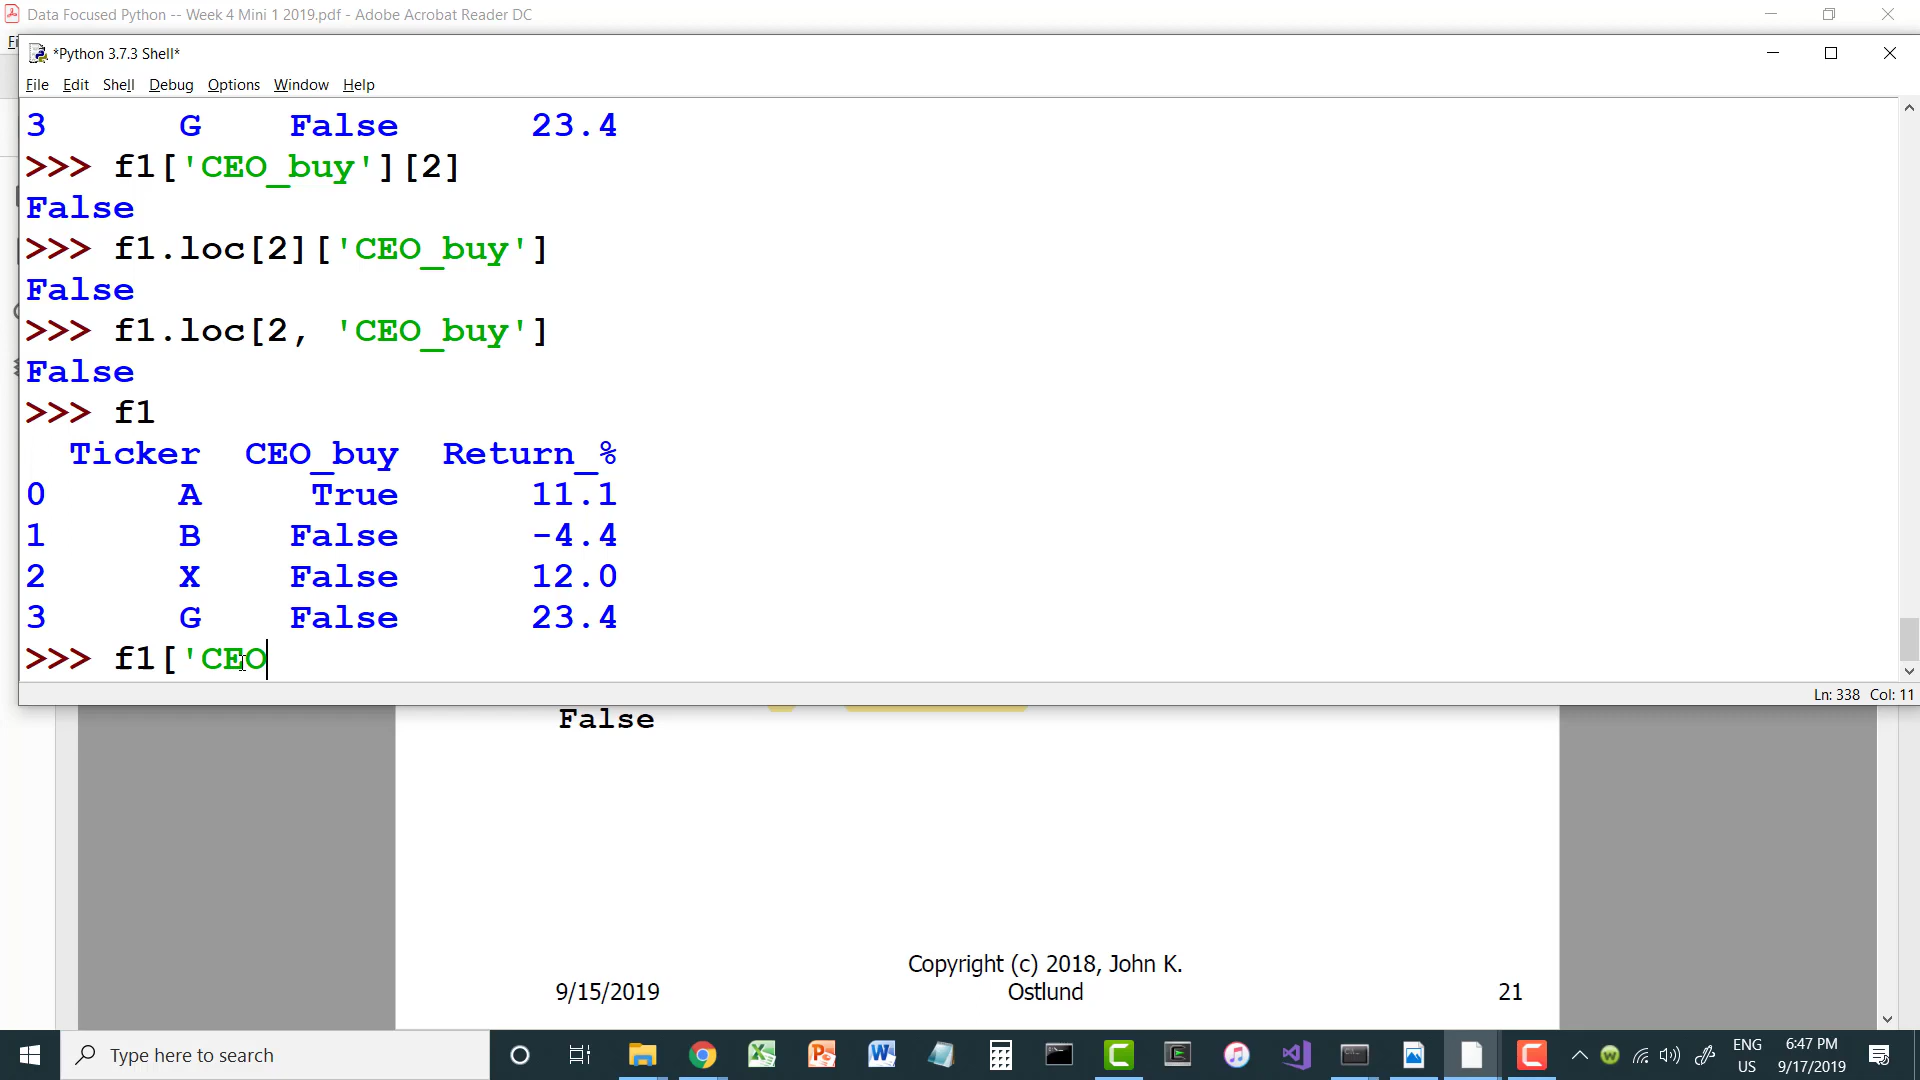 Data Focused Python -- Week 4 Mini 1 2019.pdf - Adobe Acrobat Reader DC
*Python 3.7.3 Shell*
File Edit Shell Debug Options Window Help
3 G False 23.4
>>> f1['CEO_buy'][2]
False
>>> f1.loc[2]['CEO_buy']
False
>>> f1.loc[2, 'CEO_buy']
False
>>> f1
Ticker CEO_buy Return_%
0 A True 11.1
1 B False -4.4
2 X False 12.0
3 G False 23.4
>>> f1['CEO
Ln: 338 Col: 11
False
Copyright (c) 2018, John K.
9/15/2019 Ostlund 21
Type here to search
ENG 6:47 PM
US 9/17/2019